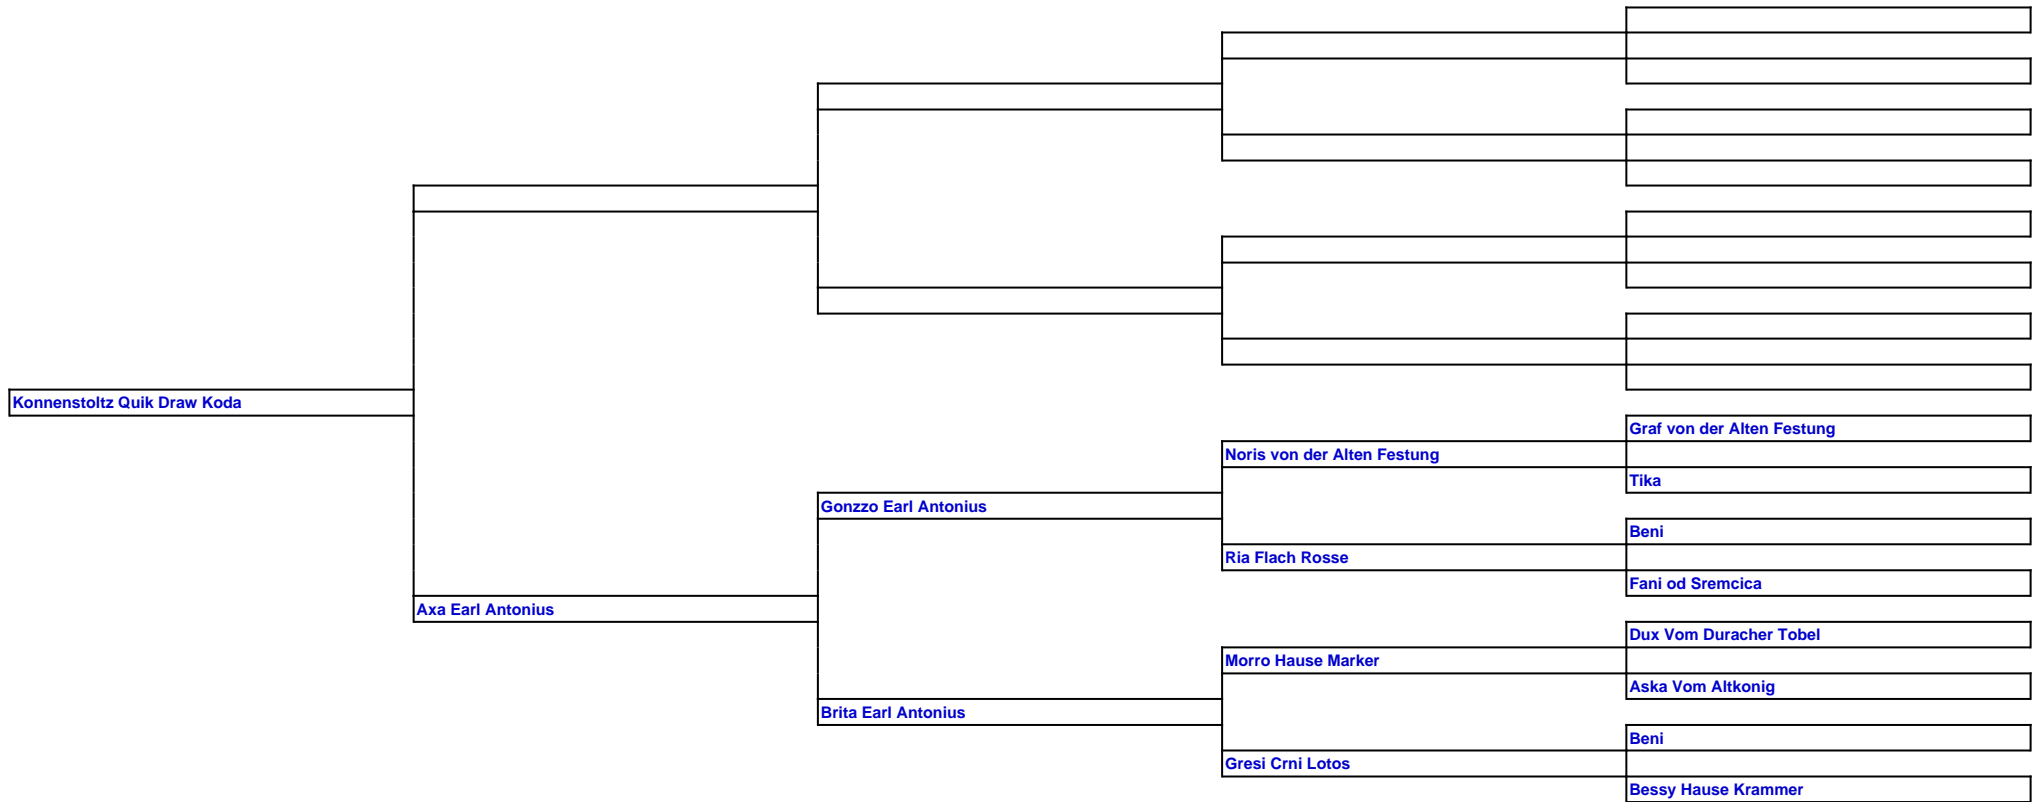 Konnenstoltz Quik Draw Koda
Axa Earl Antonius
Gonzzo Earl Antonius
Brita Earl Antonius
Noris von der Alten Festung
Ria Flach Rosse
Morro Hause Marker
Gresi Crni Lotos
Graf von der Alten Festung
Tika
Beni
Fani od Sremcica
Dux Vom Duracher Tobel
Aska Vom Altkonig
Beni
Bessy Hause Krammer